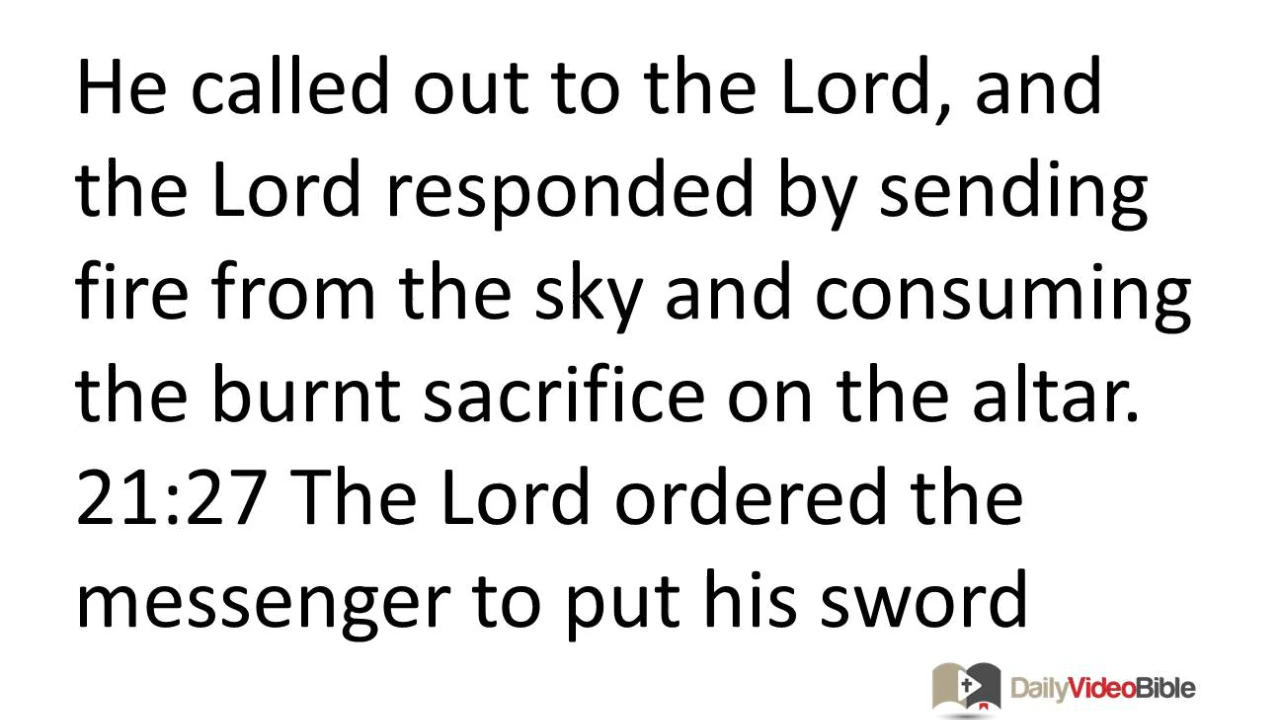 He called out to the Lord, and
the Lord responded by sending
fire from the sky and consuming
the burnt sacrifice on the altar.
21:27 The Lord ordered the
messenger to put his sword
DailyVideoBible